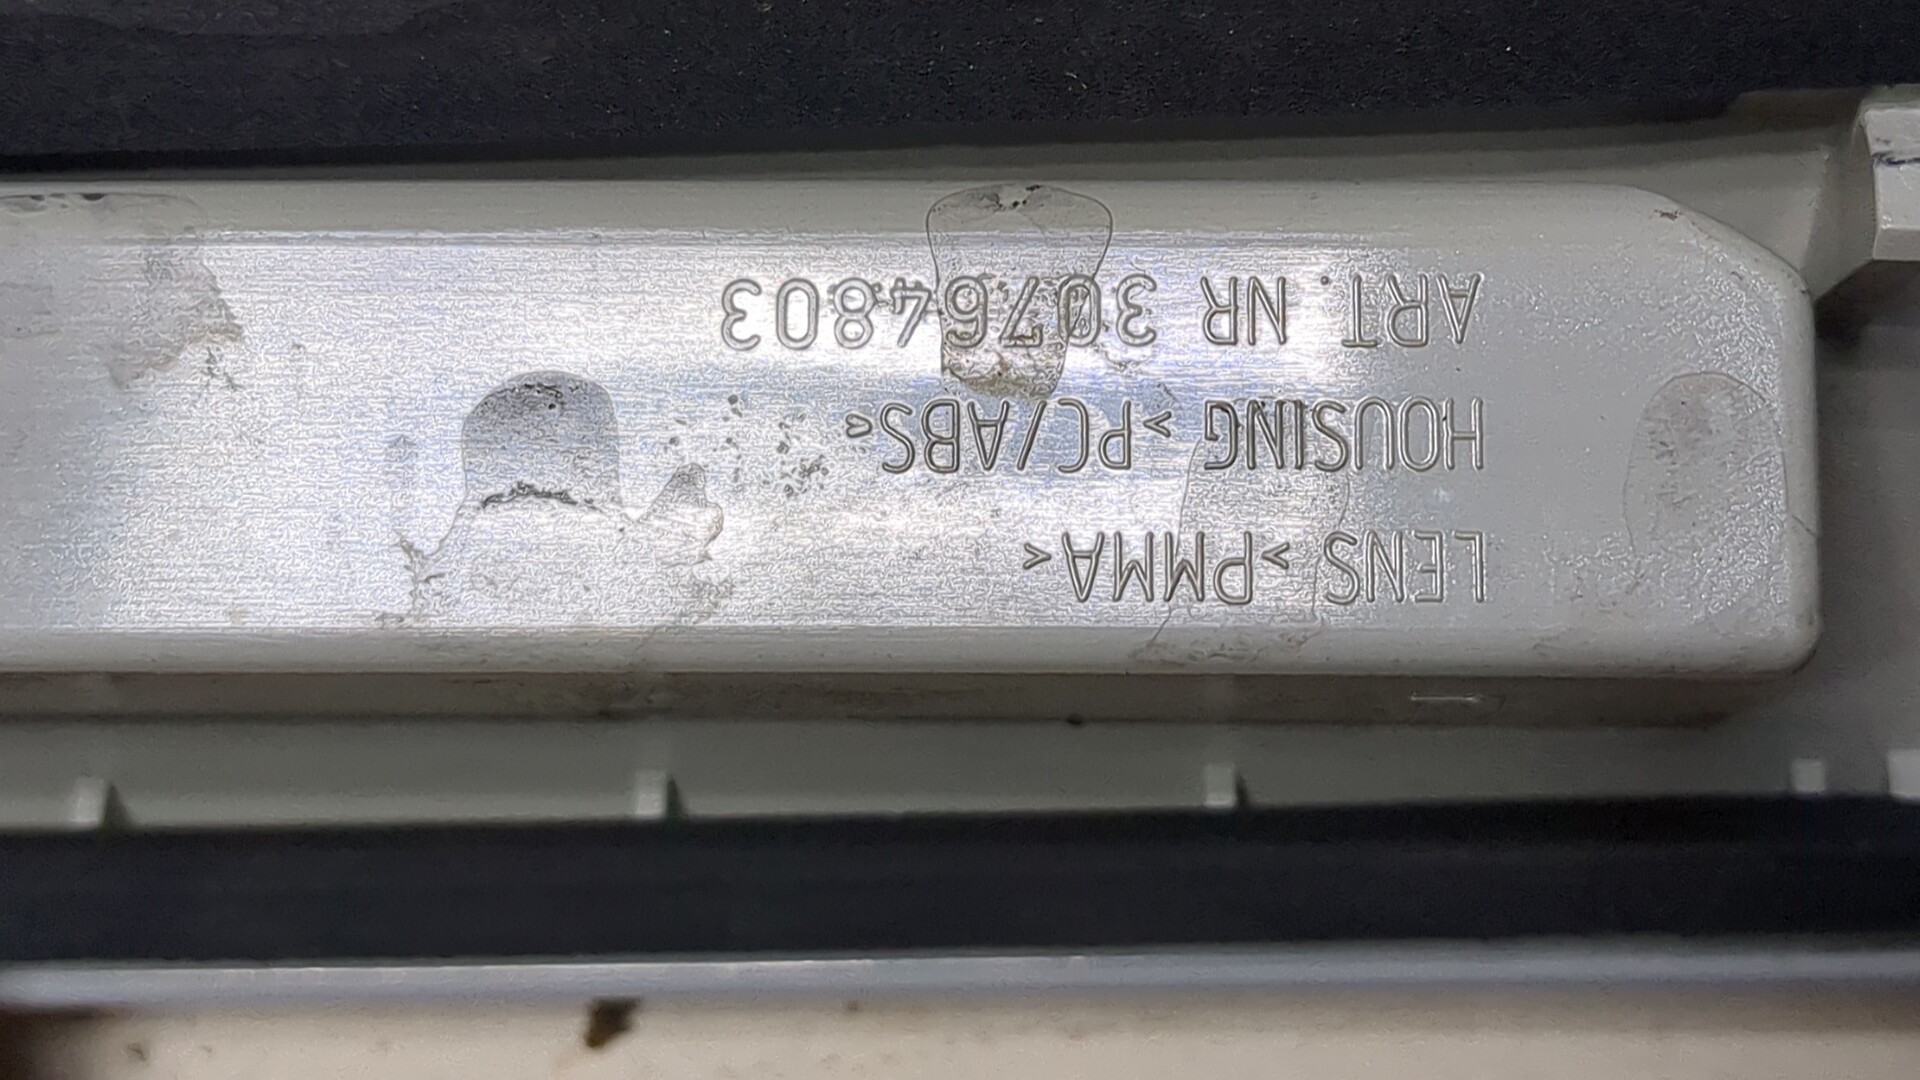 ART. NR 30764803
HOUSING >PC/ABS<
LENS >PMMA<